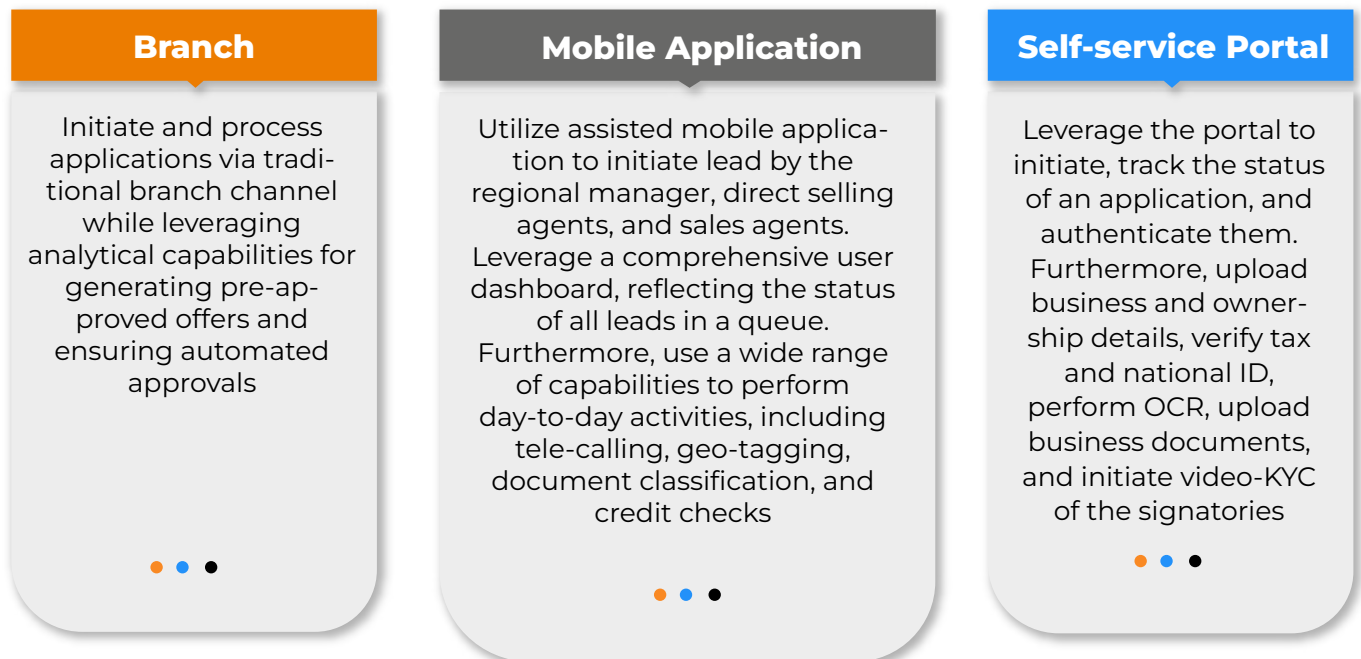 Branch
Initiate and process
applications via tradi-
tional branch channel
while leveraging
analytical capabilities for
generating pre-ap-
proved offers and
ensuring automated
approvals
Mobile Application
Utilize assisted mobile applica-
tion to initiate lead by the
regional manager, direct selling
agents, and sales agents.
Leverage a comprehensive user
dashboard, reflecting the status
of all leads in a queue.
Furthermore, use a wide range
of capabilities to perform
day-to-day activities, including
tele-calling, geo-tagging,
document classification, and
credit checks
Self-service Portal
Leverage the portal to
initiate, track the status
of an application, and
authenticate them.
Furthermore, upload
business and owner-
ship details, verify tax
and national ID,
perform OCR, upload
business documents,
and initiate video-KYC
of the signatories